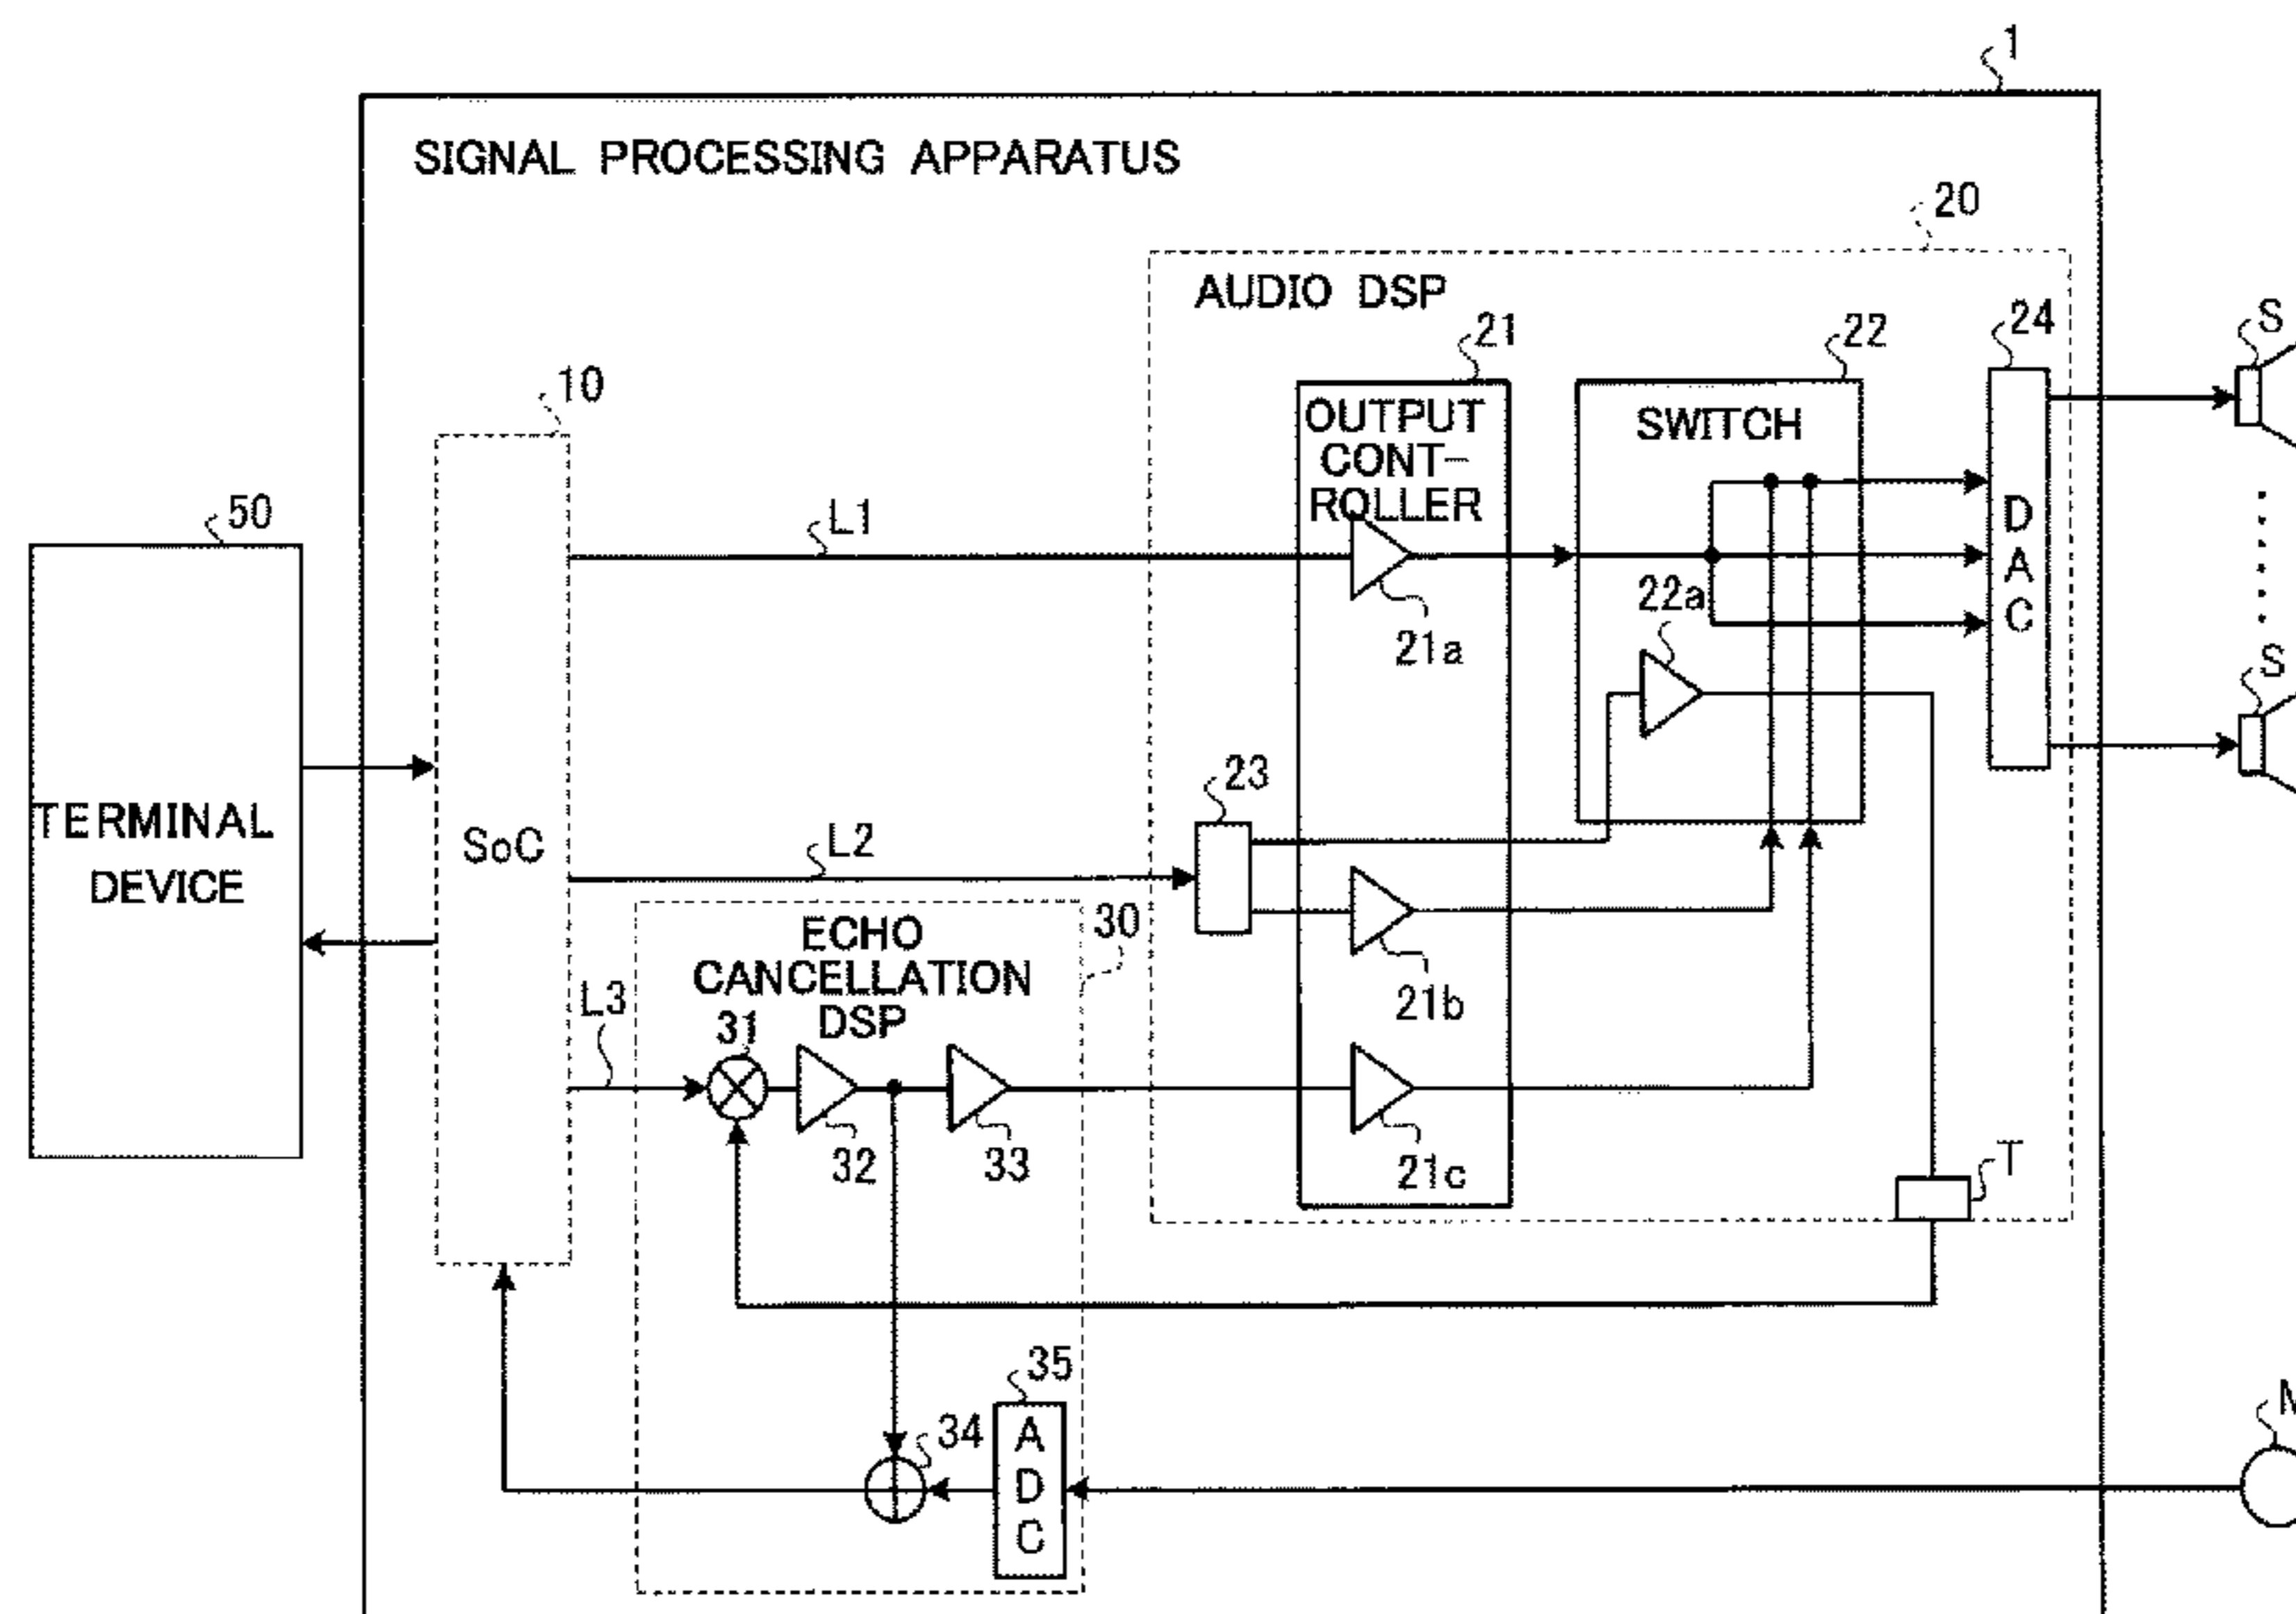 1
SIGNAL PROCESSING APPARATUS
20
AUDIO DSP
21
22
24
S
10
OUTPUT
CONT-
ROLLER
SWITCH
50
L1
D
A
C
22a
21a
S
23
TERMINAL
DEVICE
SoC
L2
30
ECHO
CANCELLATION
DSP
L3
31
21b
32
33
21c
T
35
34
A
D
C
M